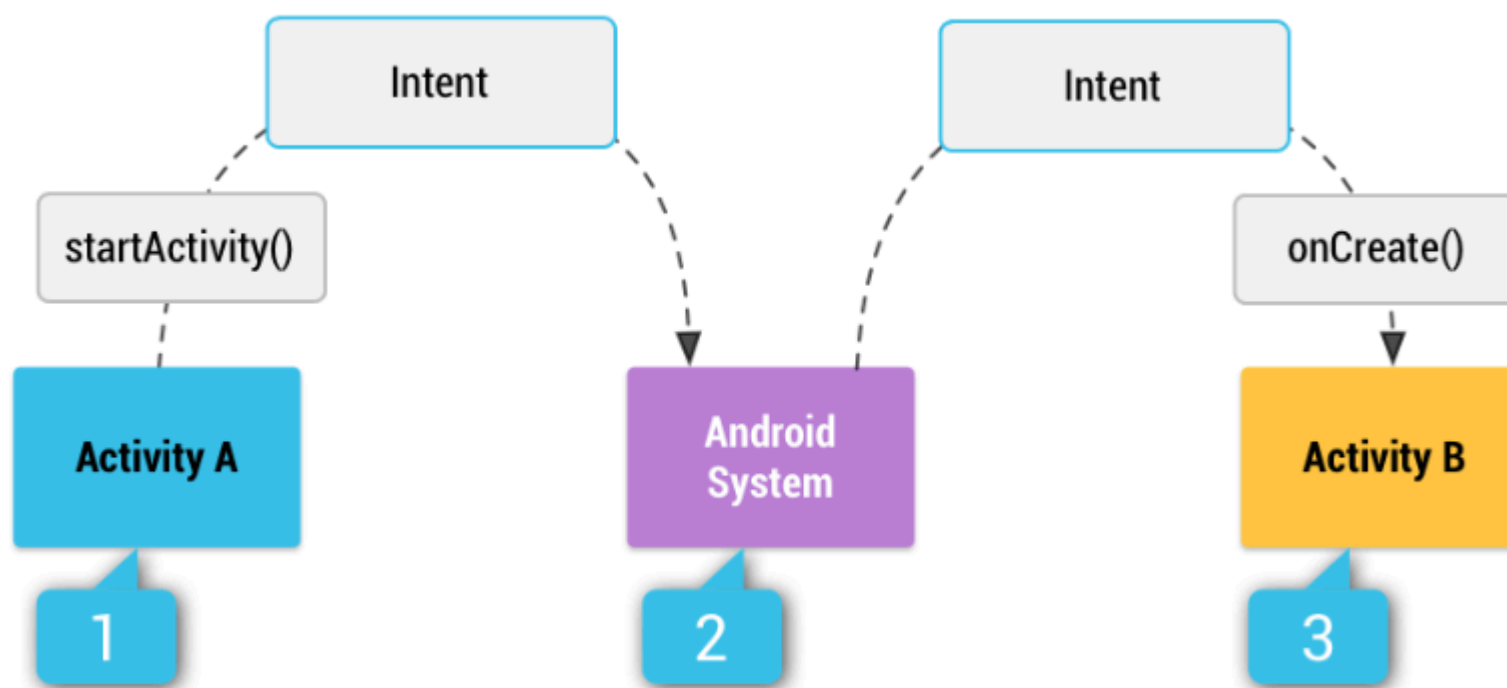 Intent
Intent
startActivity()
onCreate()
Activity A
Android
System
Activity B
1
2
3